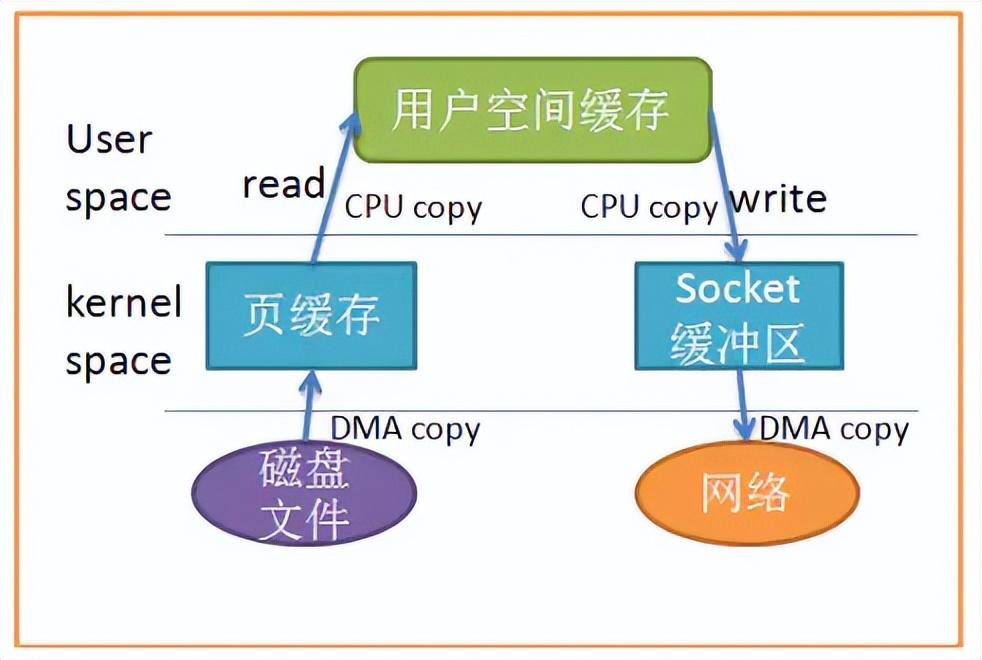 用户空间缓存
User
space
read
CPU copy
CPU copy
write
kernel
space
页缓存
Socket
缓冲区
DMA copy
DMA copy
磁盘
文件
网络